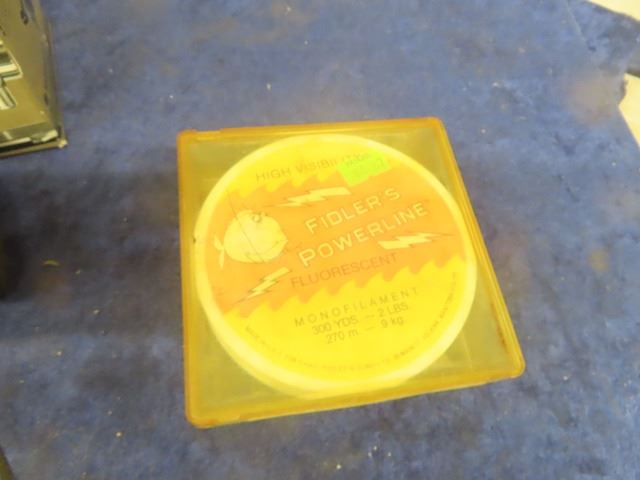 HIGH VISIBILITY
FIDLER'S
POWERLINE
FLUORESCENT
MONOFILAMENT
300 YDS. — 2 LBS.
270 m. — 9 kg.